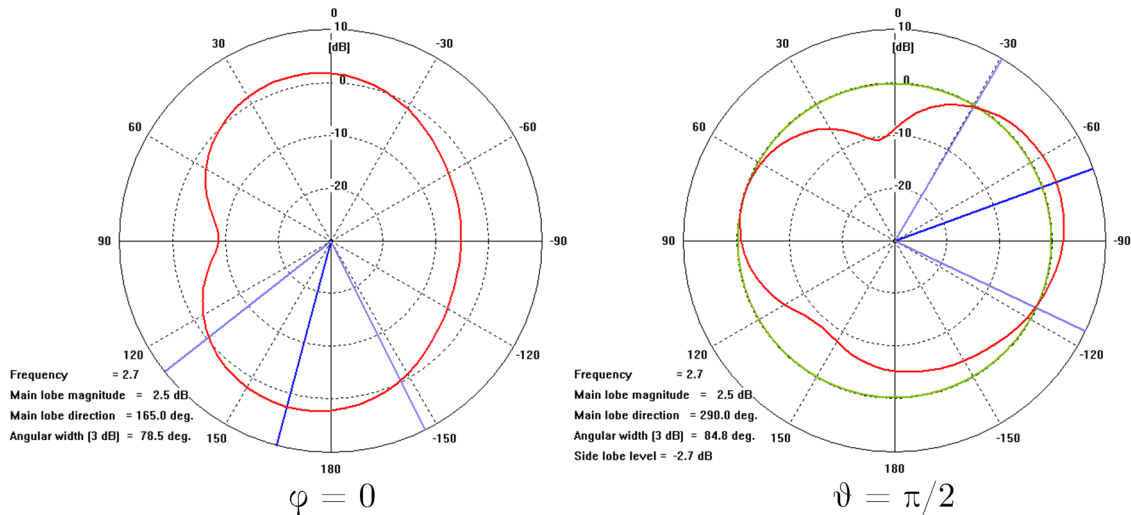 0
10
[dB]
30
-30
0
60
-60
-10
-20
90
-90
120
-120
150
-150
180
Frequency = 2.7
Main lobe magnitude = 2.5 dB
Main lobe direction = 165.0 deg.
Angular width (3 dB) = 78.5 deg.
φ = 0
0
10
[dB]
30
-30
0
60
-60
-10
-20
90
-90
120
-120
150
-150
180
Frequency = 2.7
Main lobe magnitude = 2.5 dB
Main lobe direction = 290.0 deg.
Angular width (3 dB) = 84.8 deg.
Side lobe level = -2.7 dB
ϑ = π/2